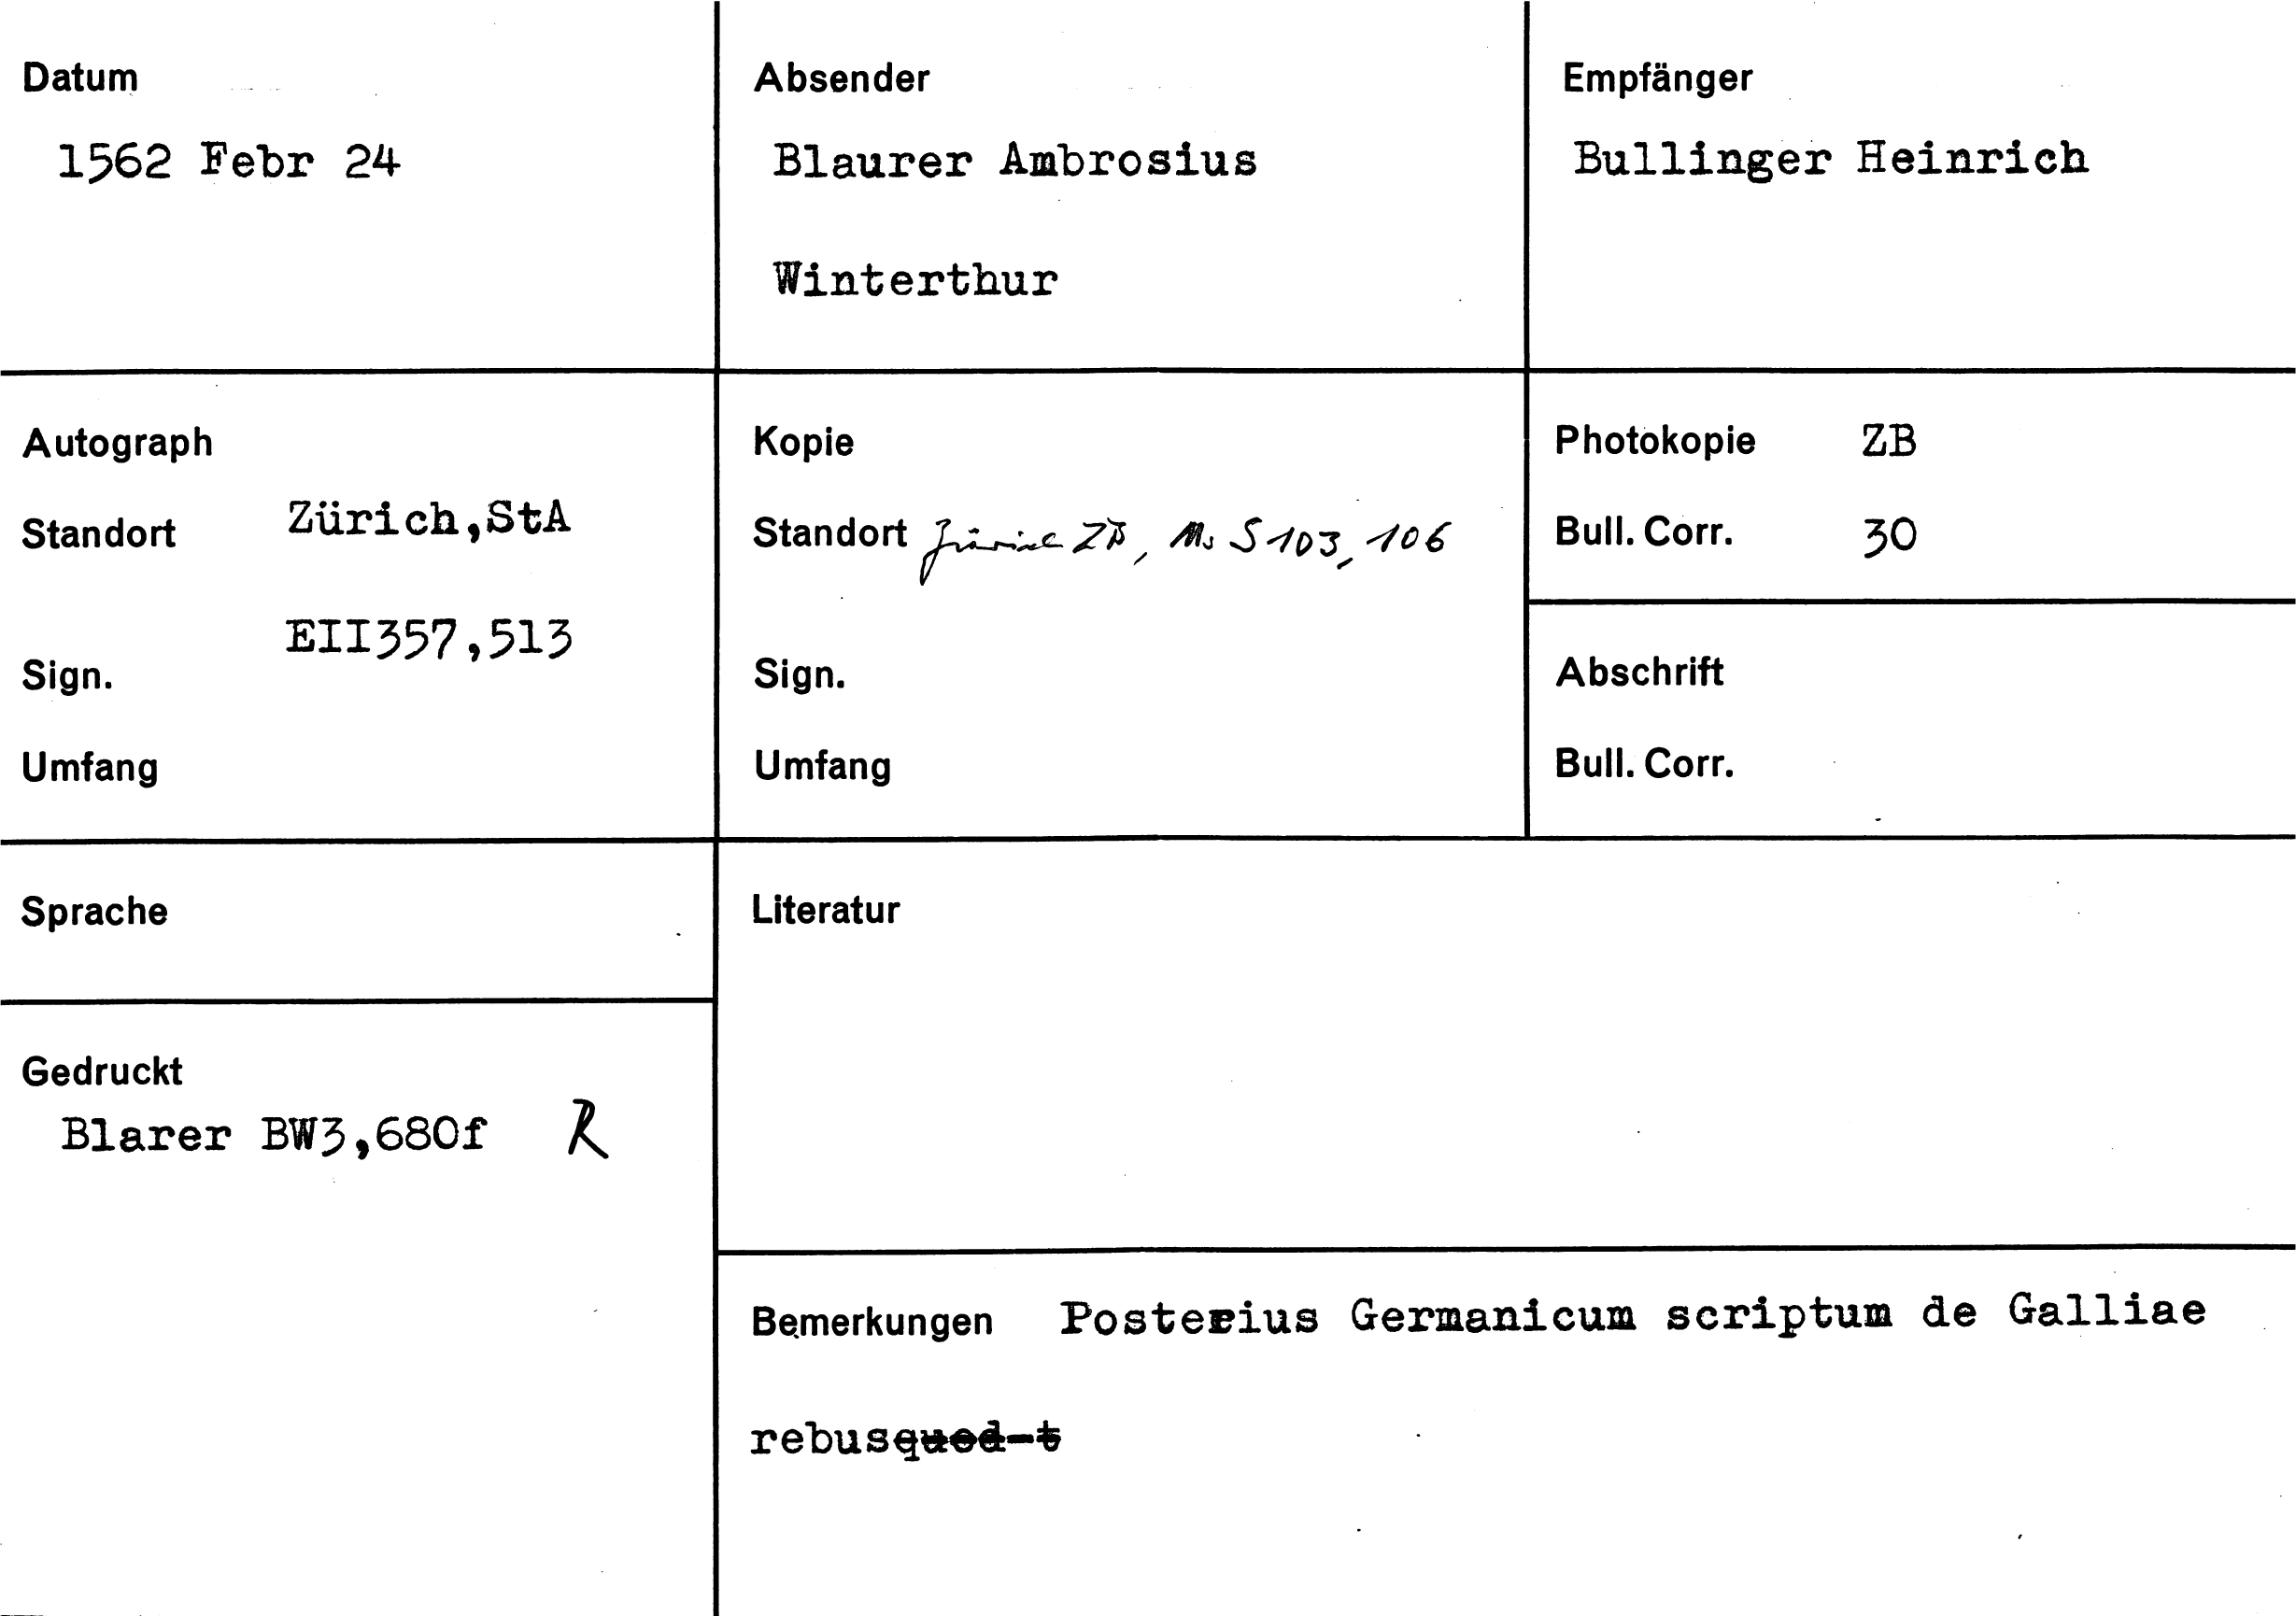 Datum
1562 Febr 24
Absender
Blaurer Ambrosius
Winterthur
Empfänger
Bullinger Heinrich
Autograph
Standort Zürich,StA
EII357,513
Sign.
Umfang
Kopie
Standort Zürich ZB, Ms S 103, 106
Sign.
Umfang
Photokopie ZB
Bull. Corr. 30
Abschrift
Bull. Corr.
Sprache
Gedruckt
Blarer BW3,680f R
Literatur
Bemerkungen Posterius Germanicum scriptum de Galliae
rebusquod-t